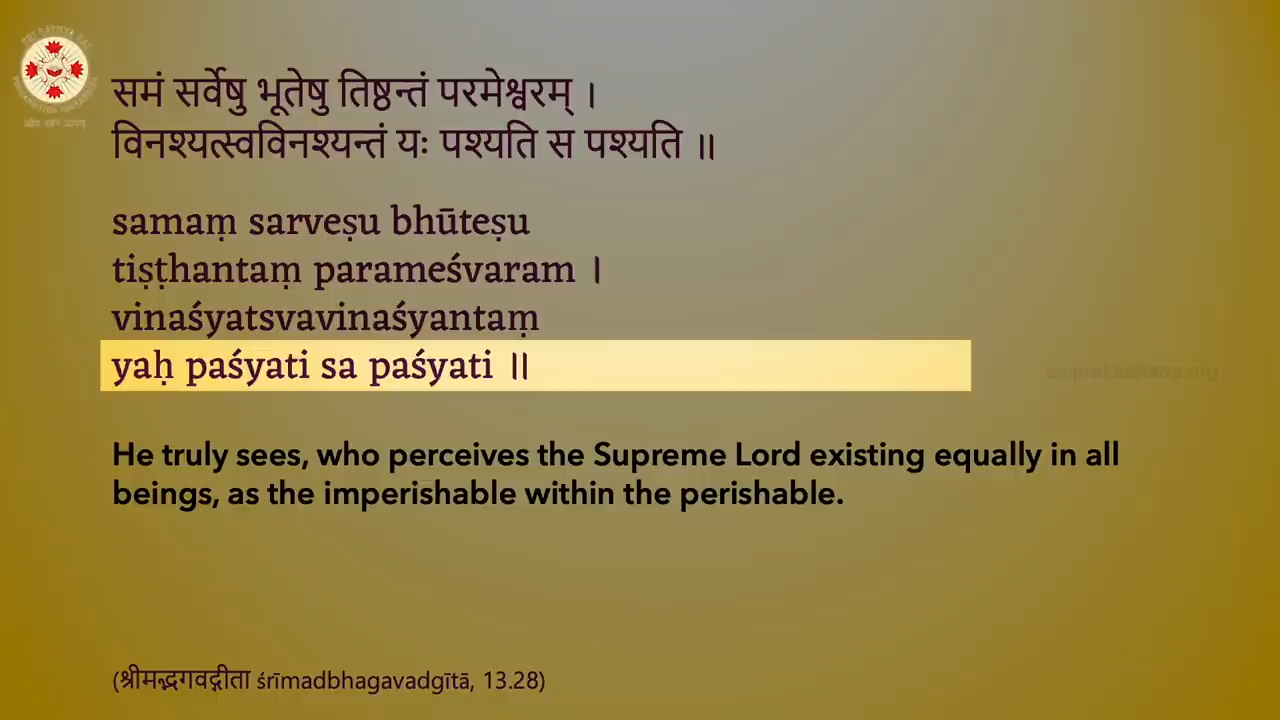 समं सर्वेषु भूतेषु तिष्ठन्तं परमेश्वरम् ।
विनश्यत्स्वविनश्यन्तं यः पश्यति स पश्यति ॥
samaṃ sarveṣu bhūteṣu
tiṣṭhantaṃ parameśvaram ।
vinaśyatsvavinaśyantaṃ
yaḥ paśyati sa paśyati ॥
He truly sees, who perceives the Supreme Lord existing equally in all
beings, as the imperishable within the perishable.
(श्रीमद्भगवद्गीता śrīmadbhagavadgītā, 13.28)